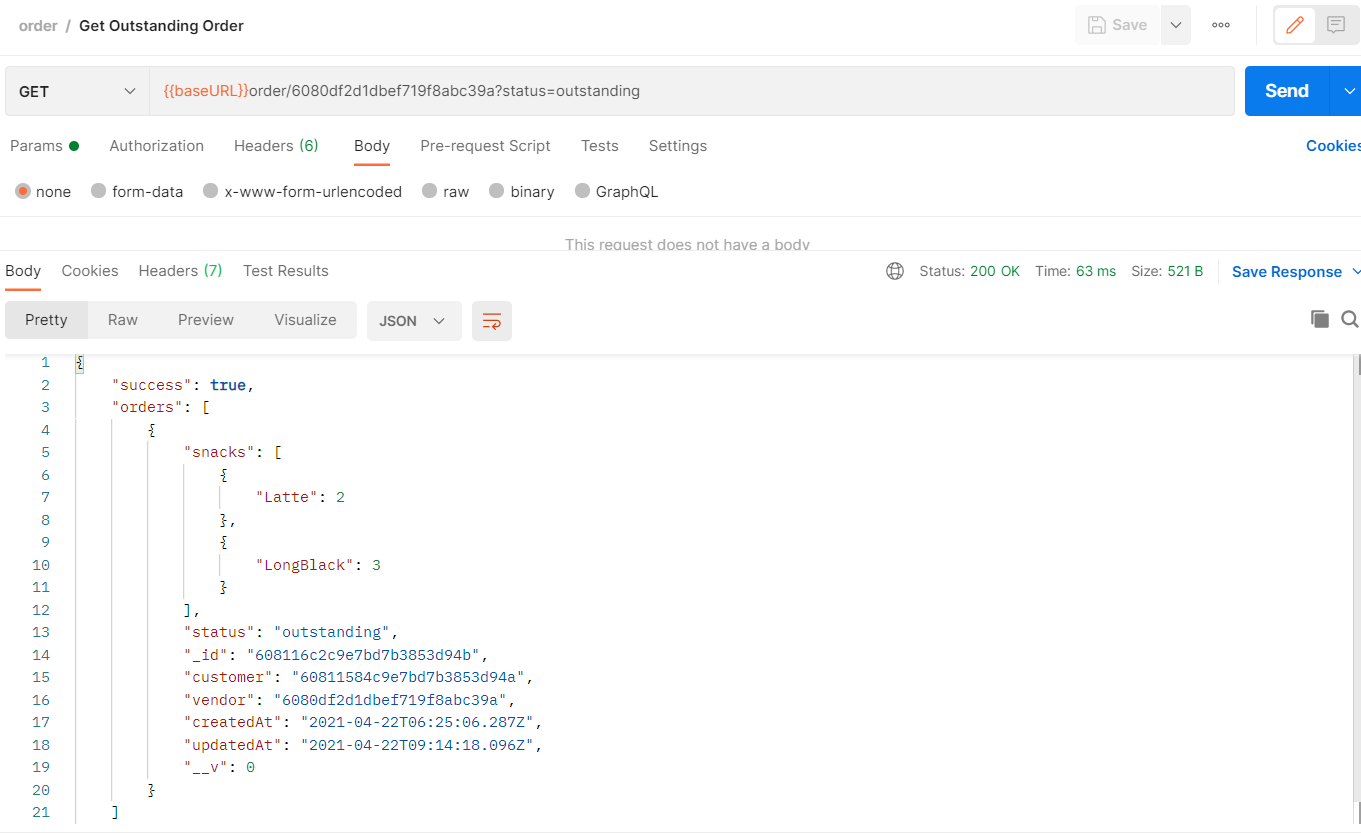 order / Get Outstanding Order Save ooo
GET {{baseURL}}order/6080df2d1dbef719f8abc39a?status=outstanding Send
Params Authorization Headers (6) Body Pre-request Script Tests Settings Cookies
none form-data x-www-form-urlencoded raw binary GraphQL
This request does not have a body
Body Cookies Headers (7) Test Results Status: 200 OK Time: 63 ms Size: 521 B Save Response
Pretty Raw Preview Visualize JSON
1 {
2 "success": true,
3 "orders": [
4 {
5 "snacks": [
6 {
7 "Latte": 2
8 },
9 {
10 "LongBlack": 3
11 }
12 ],
13 "status": "outstanding",
14 "_id": "608116c2c9e7bd7b3853d94b",
15 "customer": "60811584c9e7bd7b3853d94a",
16 "vendor": "6080df2d1dbef719f8abc39a",
17 "createdAt": "2021-04-22T06:25:06.287Z",
18 "updatedAt": "2021-04-22T09:14:18.096Z",
19 "__v": 0
20 }
21 ]